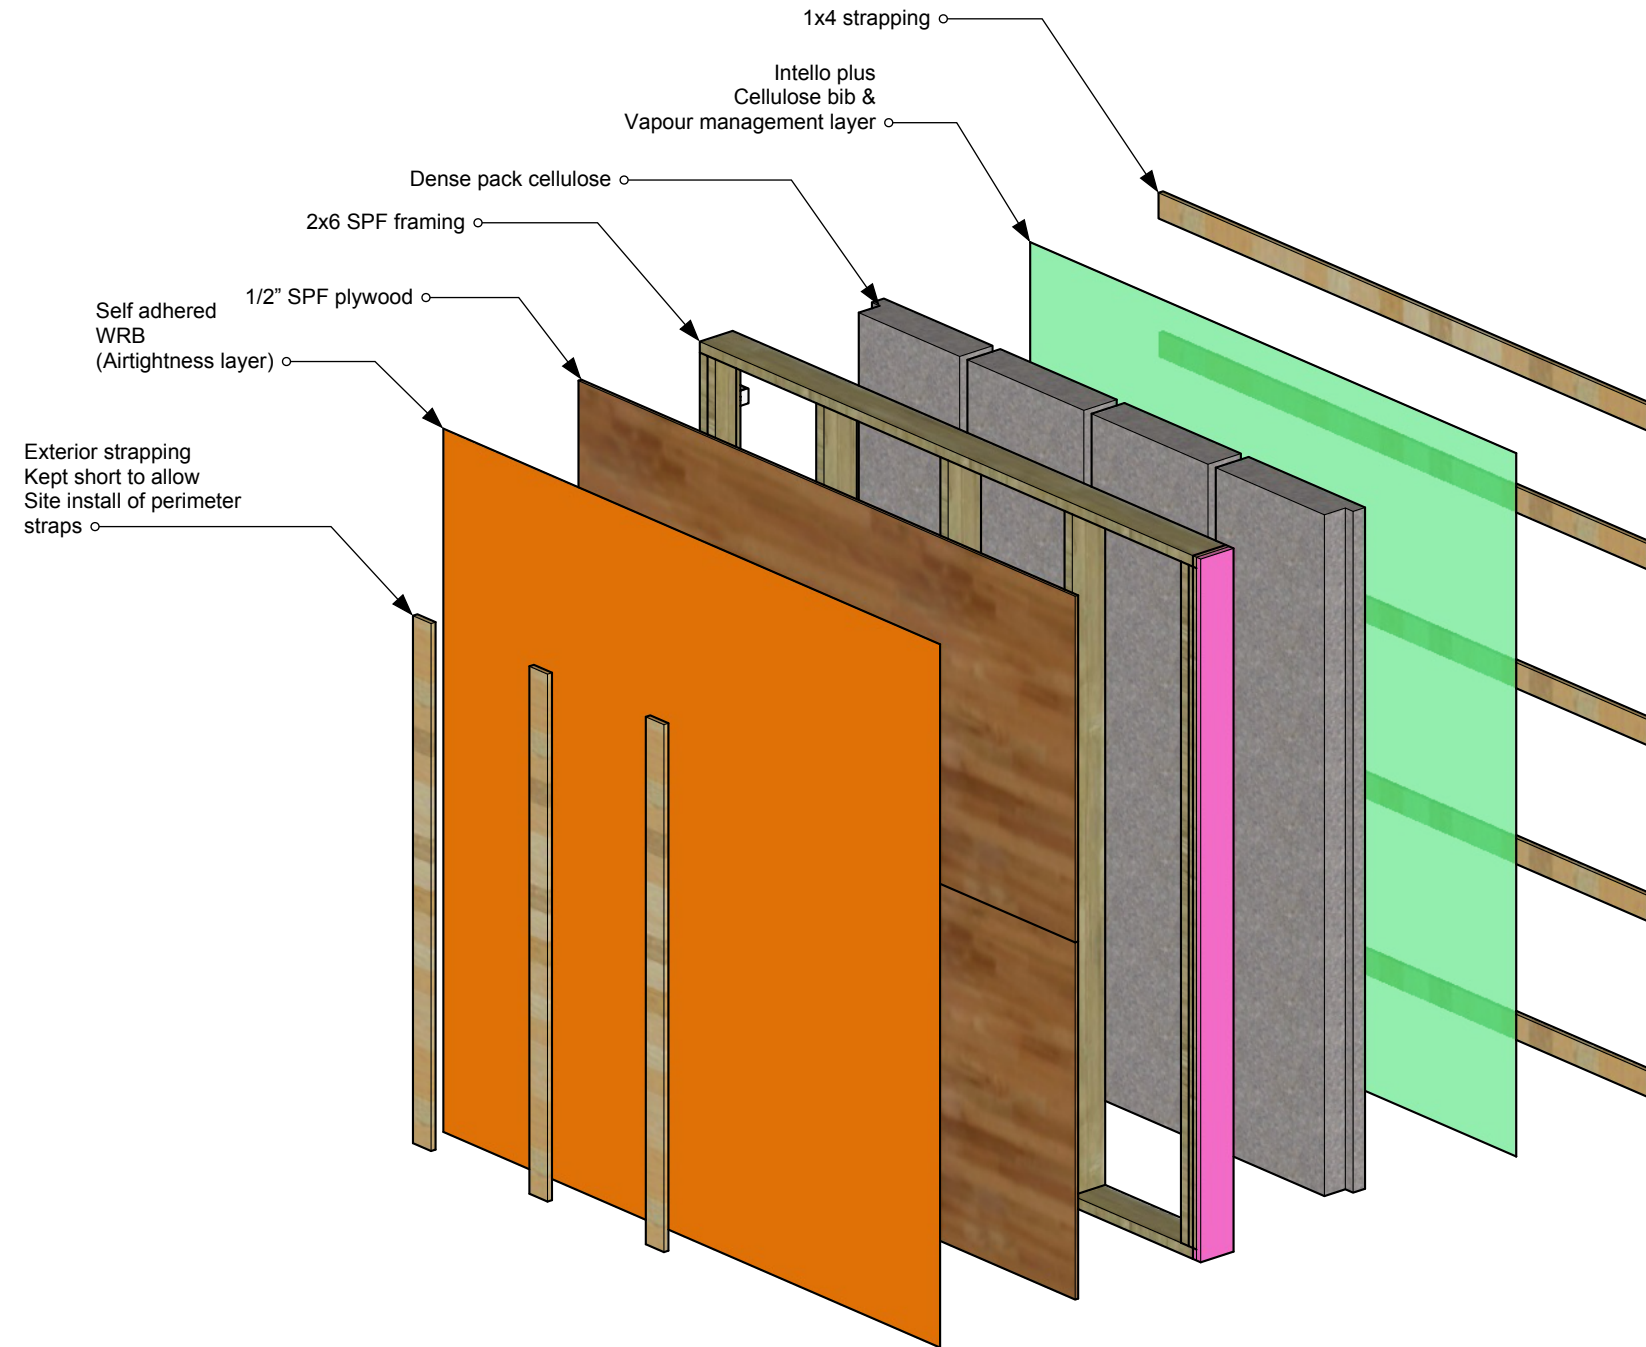 1x4 strapping
Intello plus
Cellulose bib &
Vapour management layer
Dense pack cellulose
2x6 SPF framing
1/2” SPF plywood
Self adhered
WRB
(Airtightness layer)
Exterior strapping
Kept short to allow
Site install of perimeter
straps